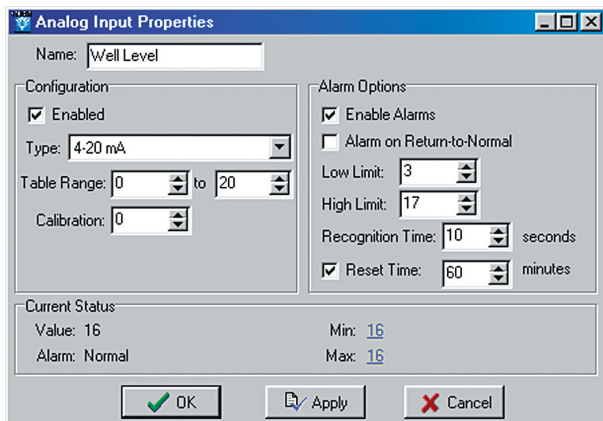 Analog Input Properties
Name: Well Level
Configuration
Enabled
Type: 4-20 mA
Table Range: 0 to 20
Calibration: 0
Alarm Options
Enable Alarms
Alarm on Return-to-Normal
Low Limit: 3
High Limit: 17
Recognition Time: 10 seconds
Reset Time: 60 minutes
Current Status
Value: 16
Alarm: Normal
Min: 16
Max: 16
OK
Apply
Cancel